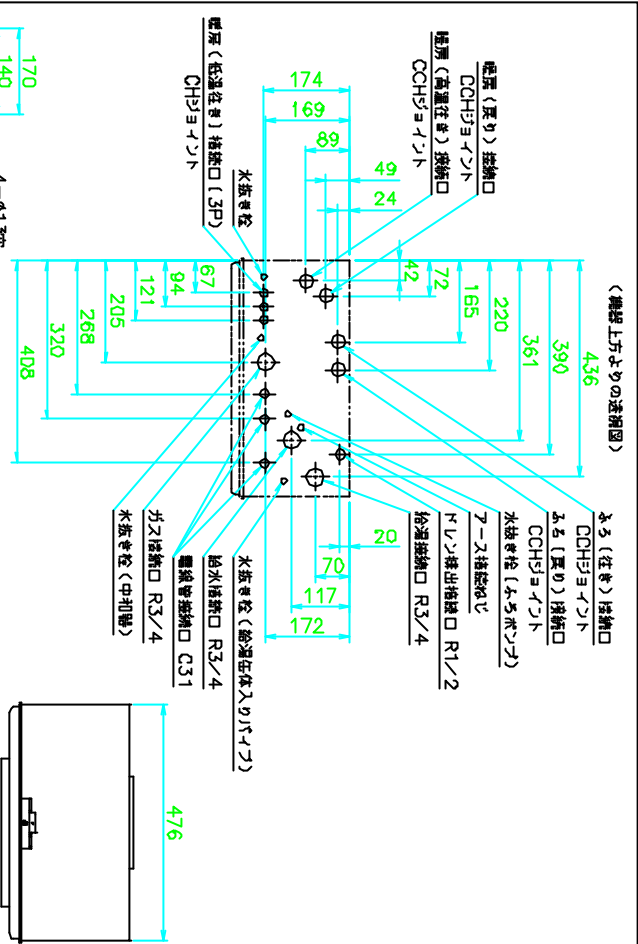 (機器上方よりの透視図)
ふろ(往き)接続口
CCHジョイント
ふろ(戻り)接続口
CCHジョイント
水抜き栓(ふろポンプ)
アース接続ねじ
ドレン排出接続口 R1/2
給湯接続口 R3/4
暖房(戻り)接続口
CCHジョイント
暖房(高温往き)接続口
CCHジョイント
水抜き栓
暖房(低温往き)接続口(3P)
CHジョイント
水抜き栓(給湯缶体入りパイプ)
給水接続口 R3/4
電線管接続口 C31
ガス接続口 R3/4
水抜き栓(中和器)
436
390
361
220
165
72
42
24
49
89
169
174
67
94
121
205
268
320
408
20
70
117
172
476
170
140